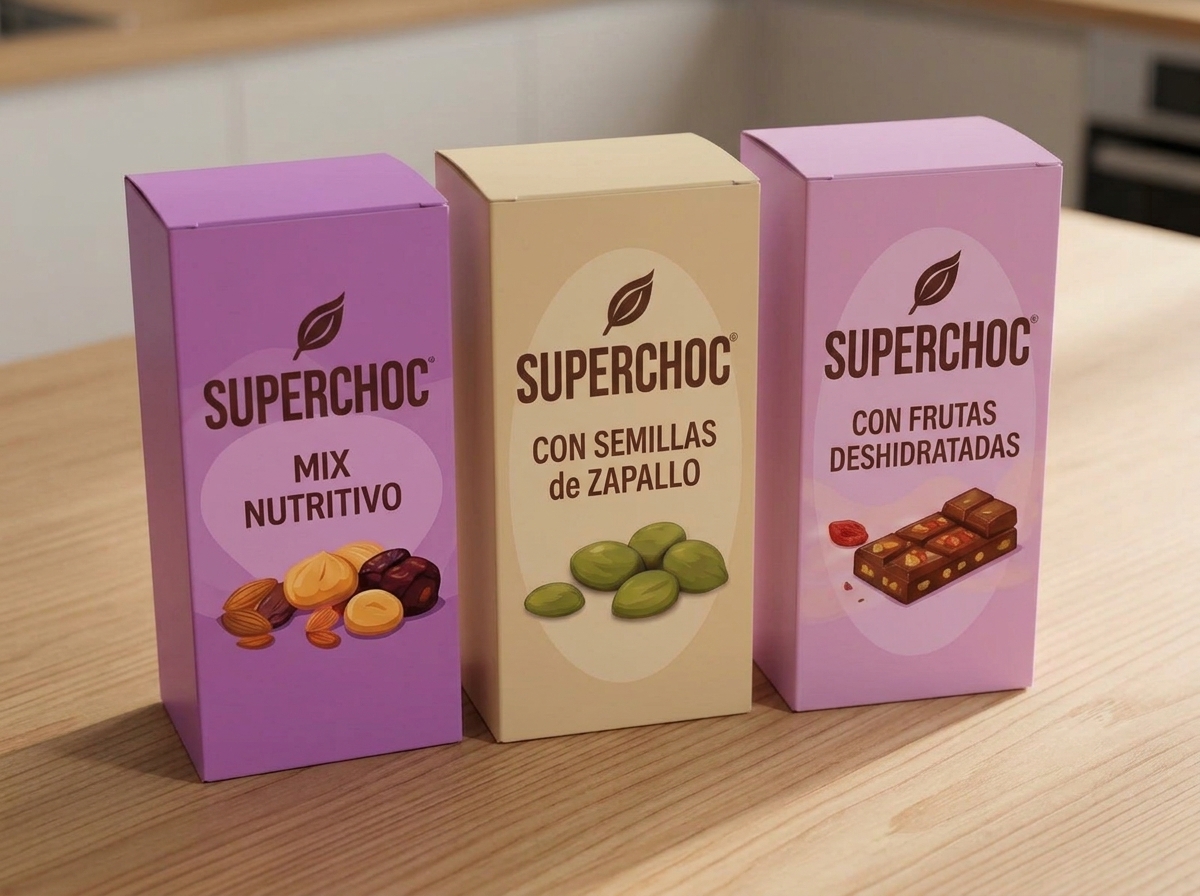 SUPERCHOC®
MIX
NUTRITIVO
SUPERCHOC®
CON SEMILLAS
de ZAPALLO
SUPERCHOC®
CON FRUTAS
DESHIDRATADAS